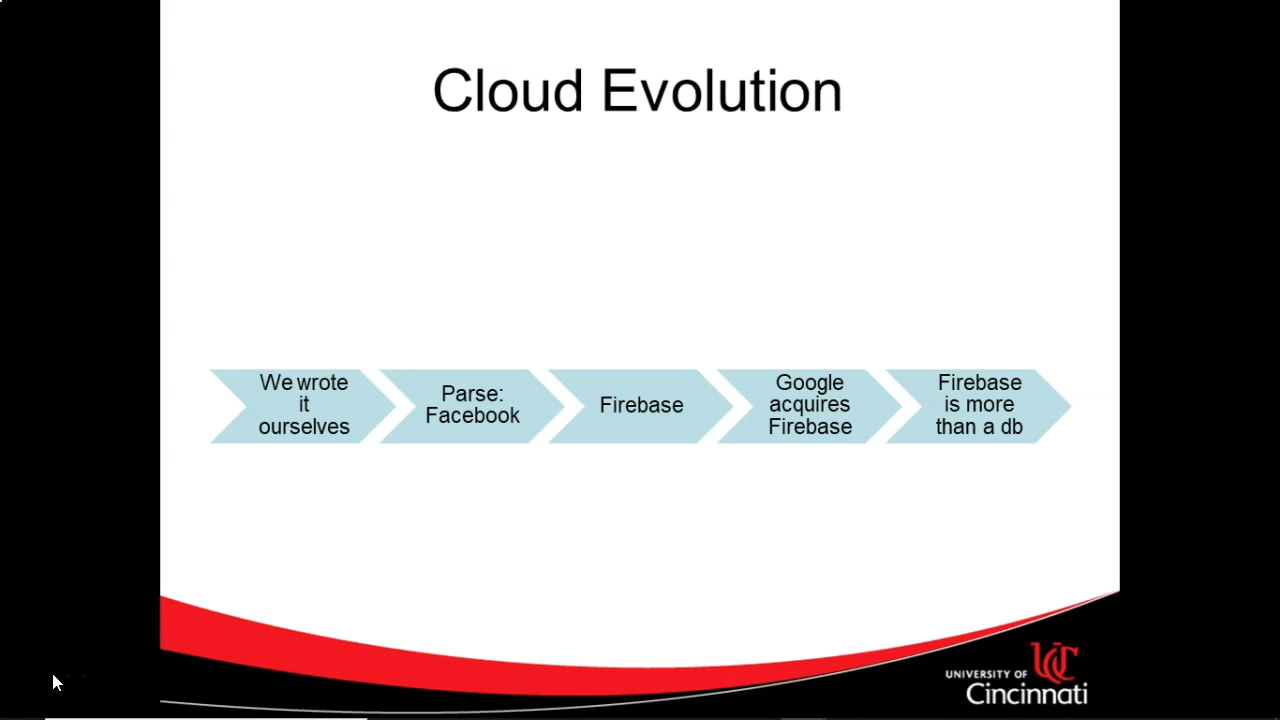 Cloud Evolution
We wrote
it
ourselves
Parse:
Facebook
Firebase
Google
acquires
Firebase
Firebase
is more
than a db
UC
UNIVERSITY OF
Cincinnati